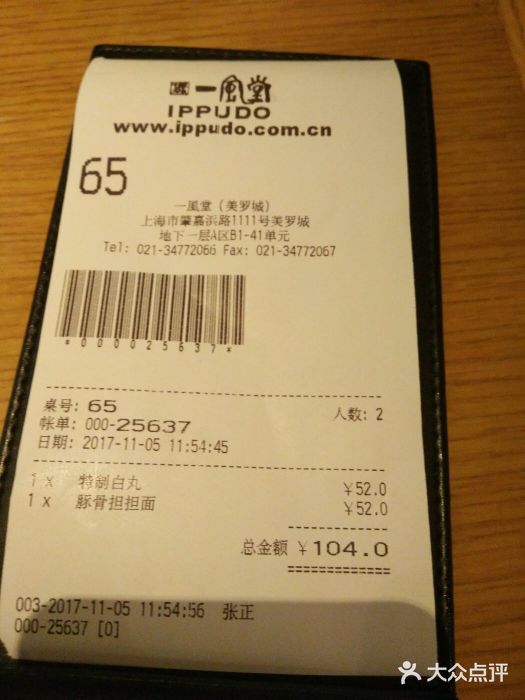 一風堂
IPPUDO
www.ippudo.com.cn
65
一風堂（美罗城）
上海市肇嘉浜路1111号美罗城
地下一层A区B1-41单元
Tel: 021-34772066 Fax: 021-34772067
*000025637*
桌号: 65 人数: 2
帐单: 000-25637
日期: 2017-11-05 11:54:45
1 x 特制白丸 ￥52.0
1 x 豚骨担担面 ￥52.0
总金额 ￥104.0
003-2017-11-05 11:54:56 张正
000-25637 [0]
大众点评